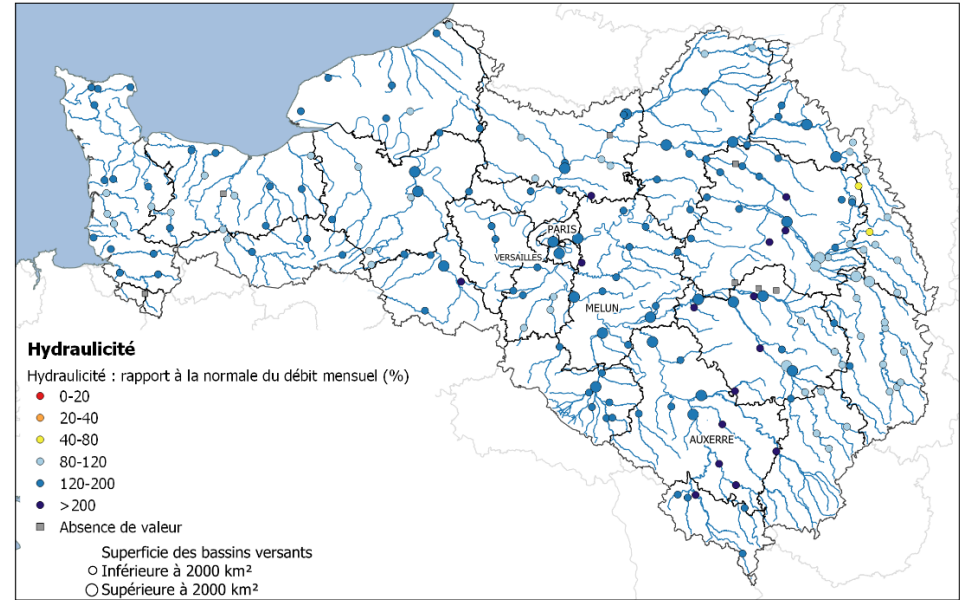 PARIS
VERSAILLES
MELUN
AUXERRE
Hydraulicité
Hydraulicité : rapport à la normale du débit mensuel (%)
0-20
20-40
40-80
80-120
120-200
>200
Absence de valeur
Superficie des bassins versants
Inférieure à 2000 km²
Supérieure à 2000 km²